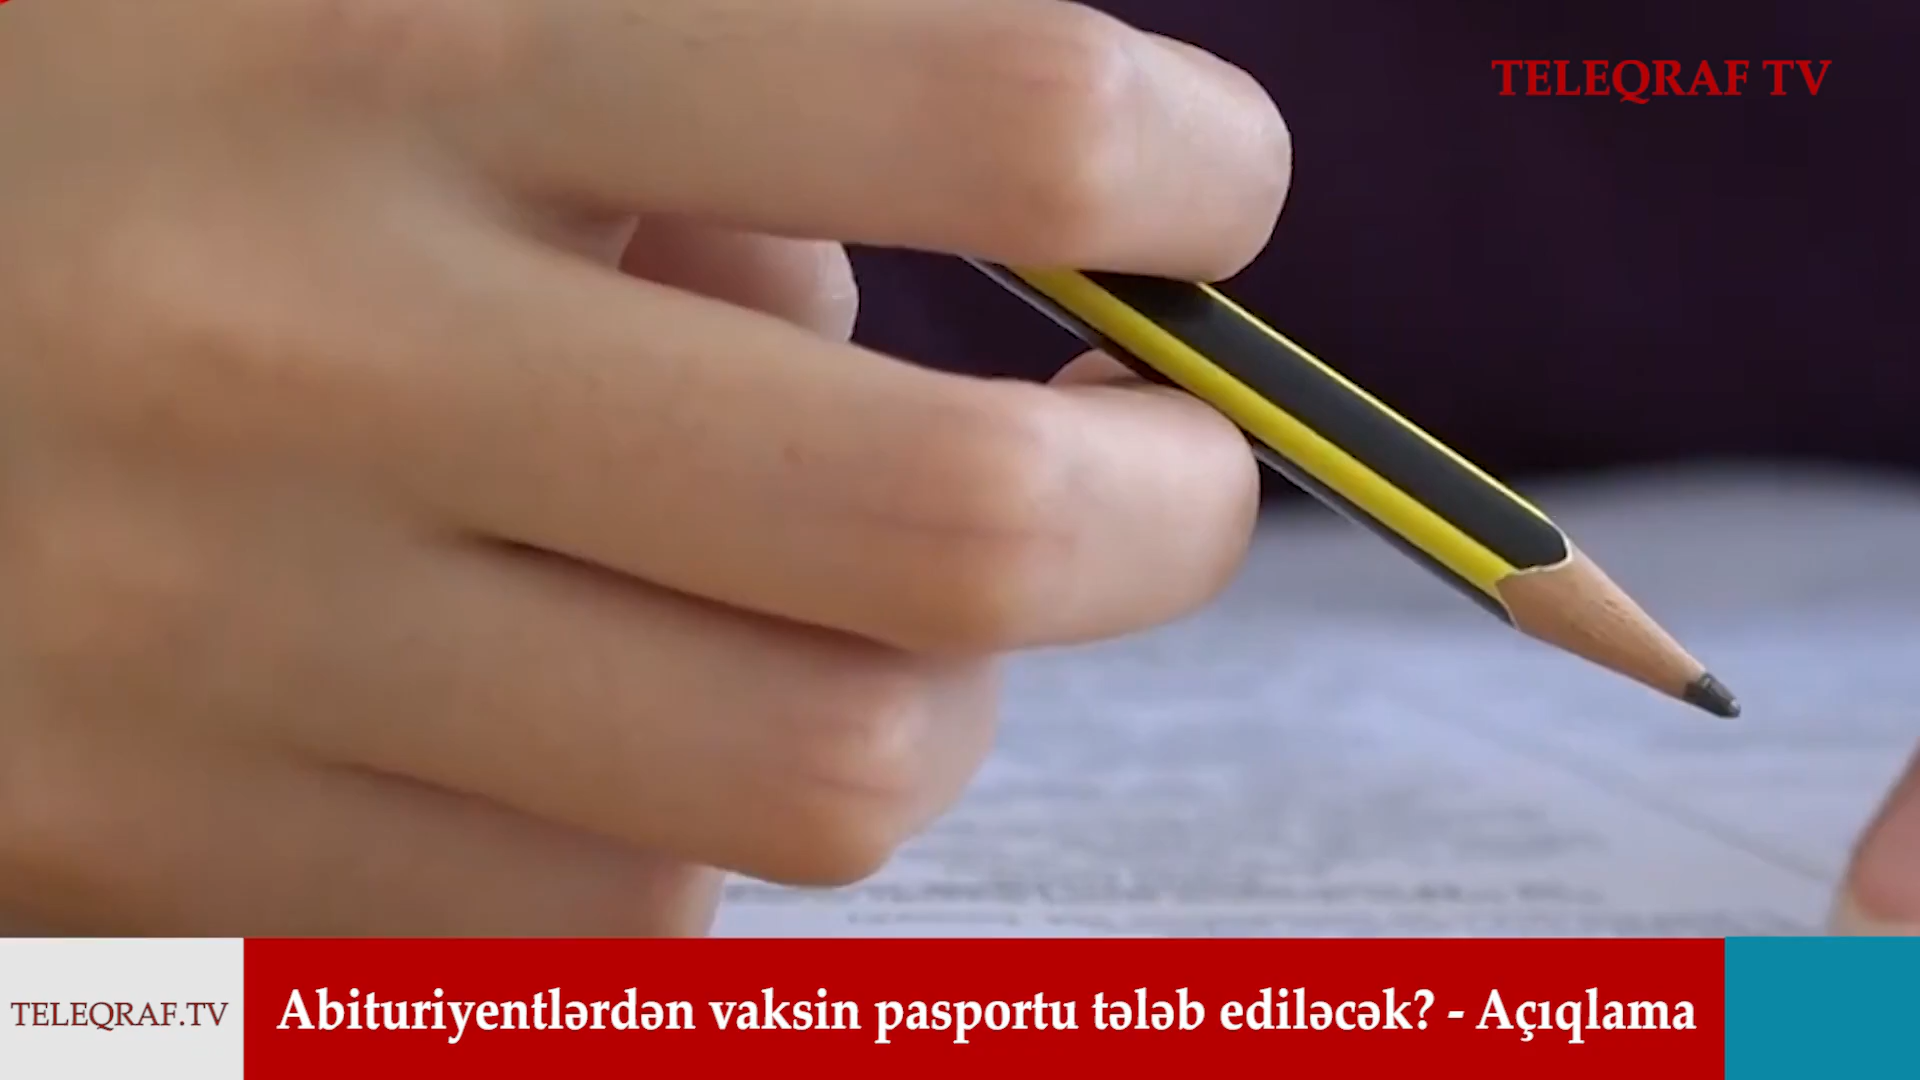 TELEQRAF TV
TELEQRAF.TV
Abituriyentlərdən vaksin pasportu tələb ediləcək? - Açıqlama